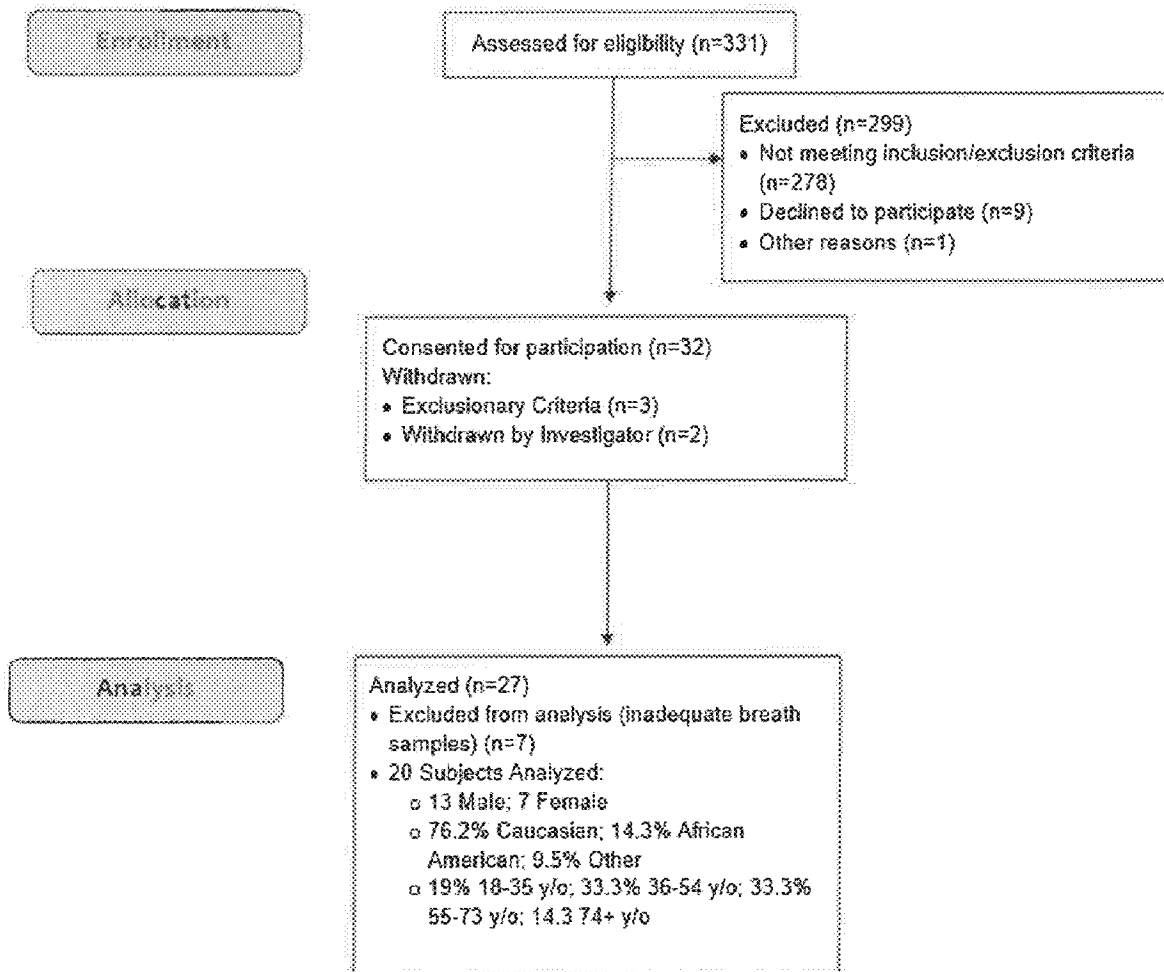 Enrollment
Assessed for eligibility (n=331)
Excluded (n=299)
• Not meeting inclusion/exclusion criteria
(n=278)
• Declined to participate (n=9)
• Other reasons (n=1)
Allocation
Consented for participation (n=32)
Withdrawn:
• Exclusionary Criteria (n=3)
• Withdrawn by Investigator (n=2)
Analysis
Analyzed (n=27)
• Excluded from analysis (inadequate breath
samples) (n=7)
• 20 Subjects Analyzed:
o 13 Male; 7 Female
o 76.2% Caucasian; 14.3% African
American; 9.5% Other
o 19% 18-35 y/o; 33.3% 36-54 y/o; 33.3%
55-73 y/o; 14.3 74+ y/o